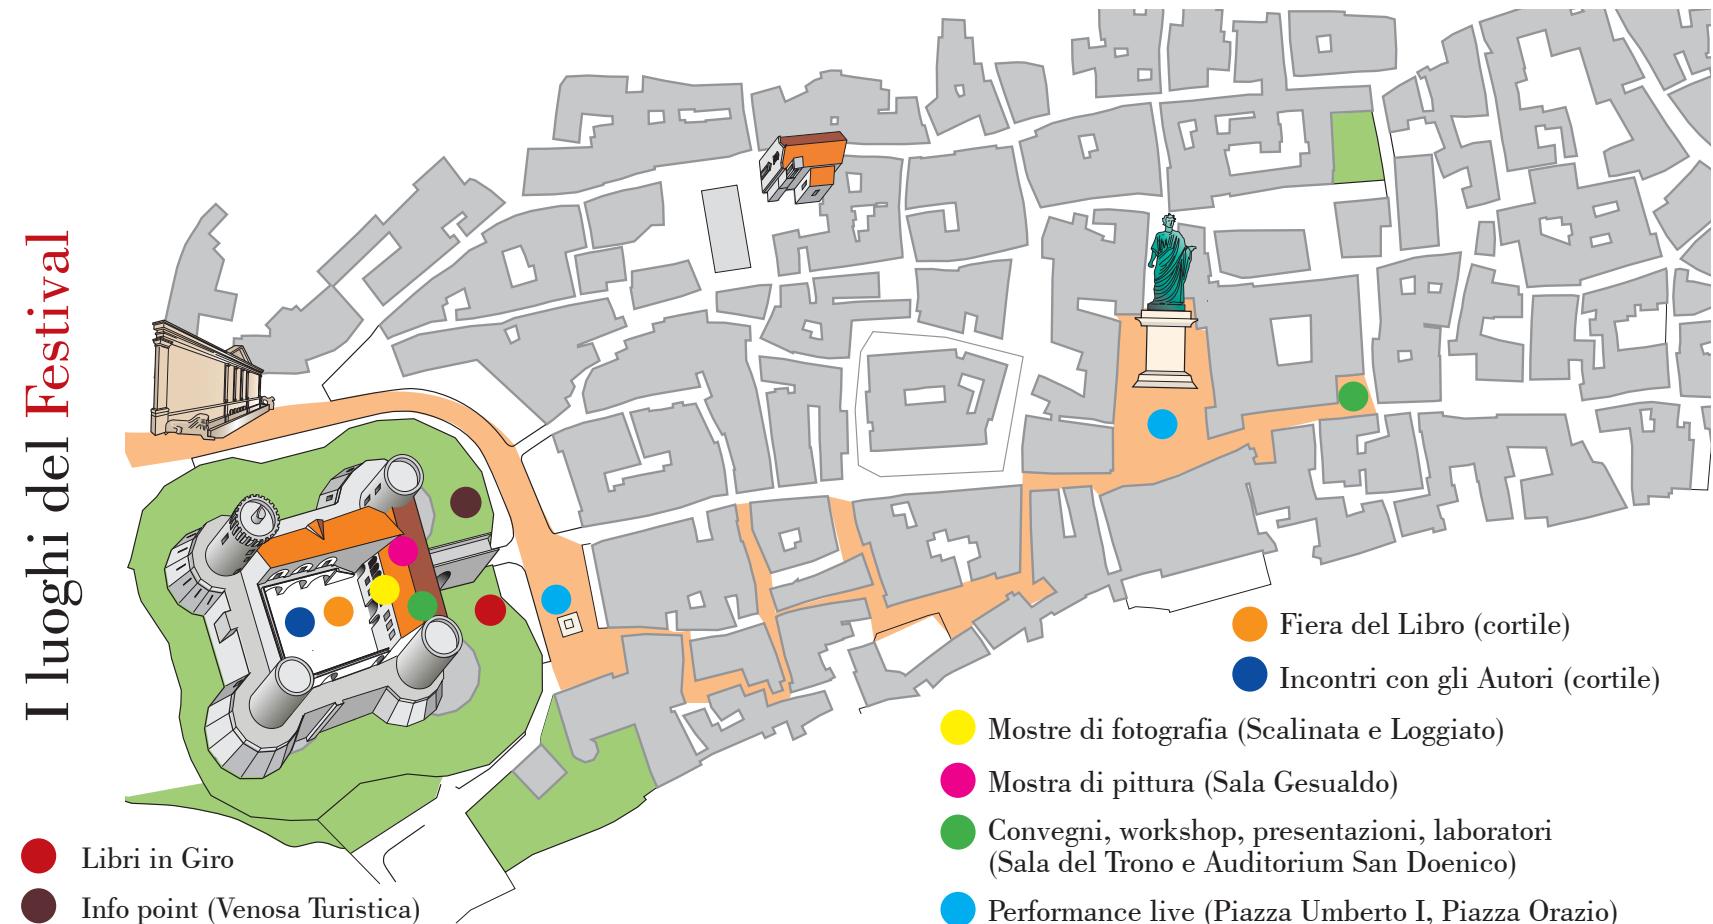 I luoghi del Festival
Fiera del Libro (cortile)
Incontri con gli Autori (cortile)
Mostre di fotografia (Scalinata e Loggiato)
Mostra di pittura (Sala Gesualdo)
Convegni, workshop, presentazioni, laboratori
(Sala del Trono e Auditorium San Doenico)
Performance live (Piazza Umberto I, Piazza Orazio)
Libri in Giro
Info point (Venosa Turistica)